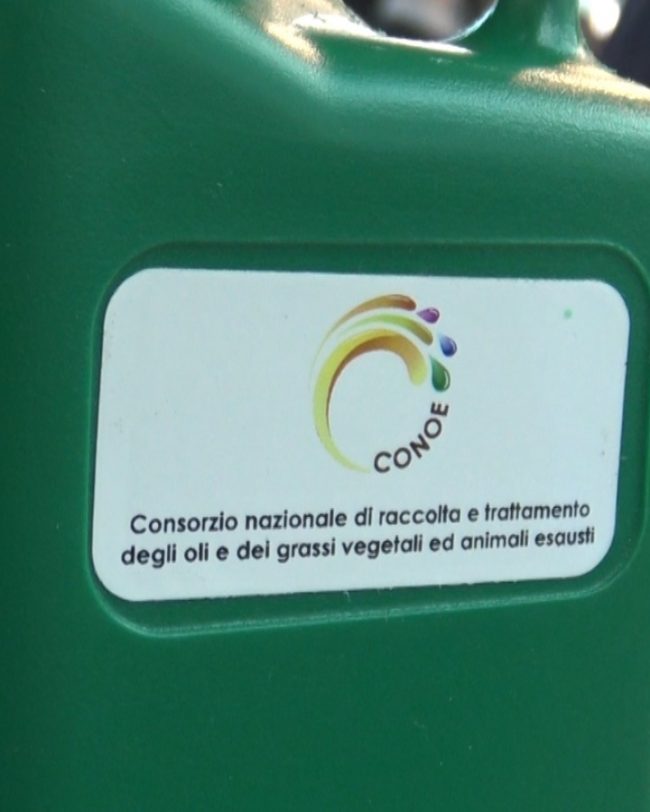 CONOE
Consorzio nazionale di raccolta e trattamento
degli oli e dei grassi vegetali ed animali esausti